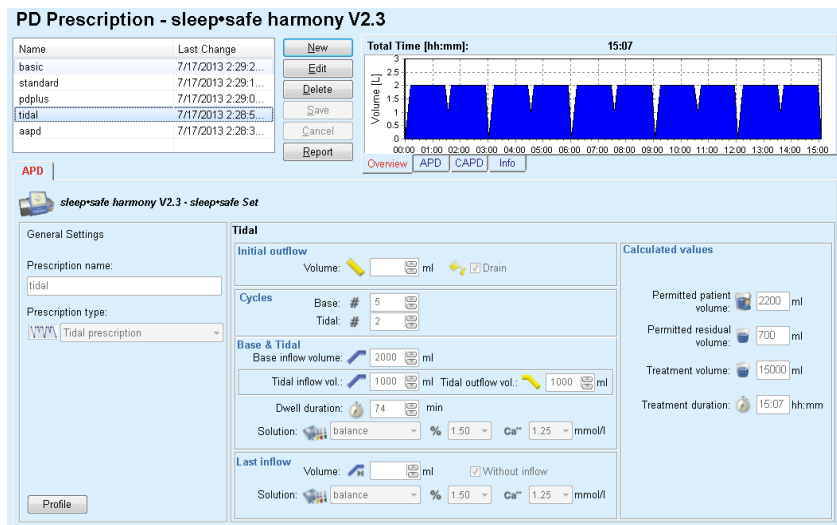 PD Prescription - sleep•safe harmony V2.3
Name Last Change
basic 7/17/2013 2:29:2...
standard 7/17/2013 2:29:1...
pdplus 7/17/2013 2:29:0...
tidal 7/17/2013 2:28:5...
aapd 7/17/2013 2:28:3...
New
Edit
Delete
Save
Cancel
Report
Total Time [hh:mm]: 15:07
Volume [L]
3
2.5
2
1.5
1
0.5
0
00:00 01:00 02:00 03:00 04:00 05:00 06:00 07:00 08:00 09:00 10:00 11:00 12:00 13:00 14:00 15:00
Overview APD CAPD Info
APD
sleep•safe harmony V2.3 - sleep•safe Set
General Settings
Prescription name:
tidal
Prescription type:
Tidal prescription
Profile
Tidal
Initial outflow
Volume: ml Drain
Cycles
Base: # 5
Tidal: # 2
Base & Tidal
Base inflow volume: 2000 ml
Tidal inflow vol.: 1000 ml Tidal outflow vol.: 1000 ml
Dwell duration: 74 min
Solution: balance % 1.50 Ca⁺⁺ 1.25 mmol/l
Last inflow
Volume: ml Without inflow
Solution: balance % 1.50 Ca⁺⁺ 1.25 mmol/l
Calculated values
Permitted patient
volume: 2200 ml
Permitted residual
volume: 700 ml
Treatment volume: 15000 ml
Treatment duration: 15:07 hh:mm